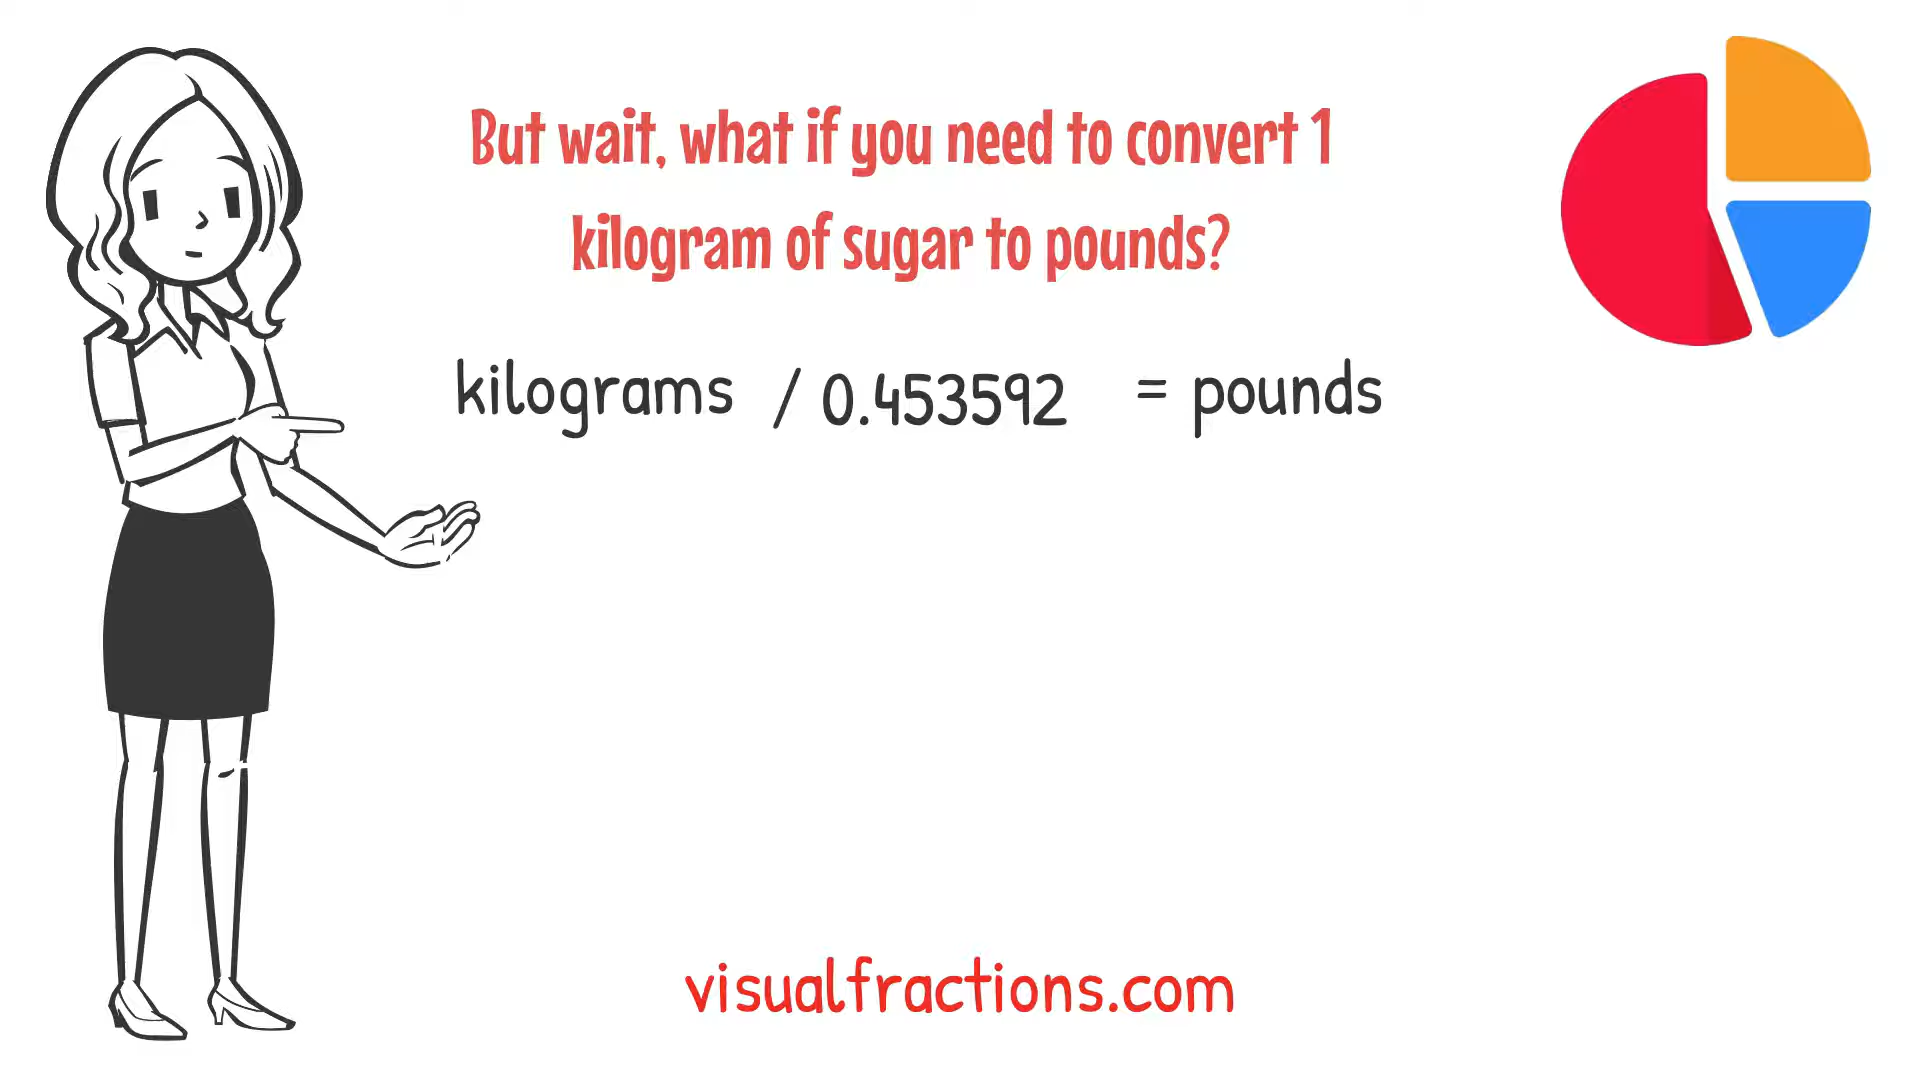 But wait, what if you need to convert 1
kilogram of sugar to pounds?
kilograms / 0.453592 = pounds
visualfractions.com